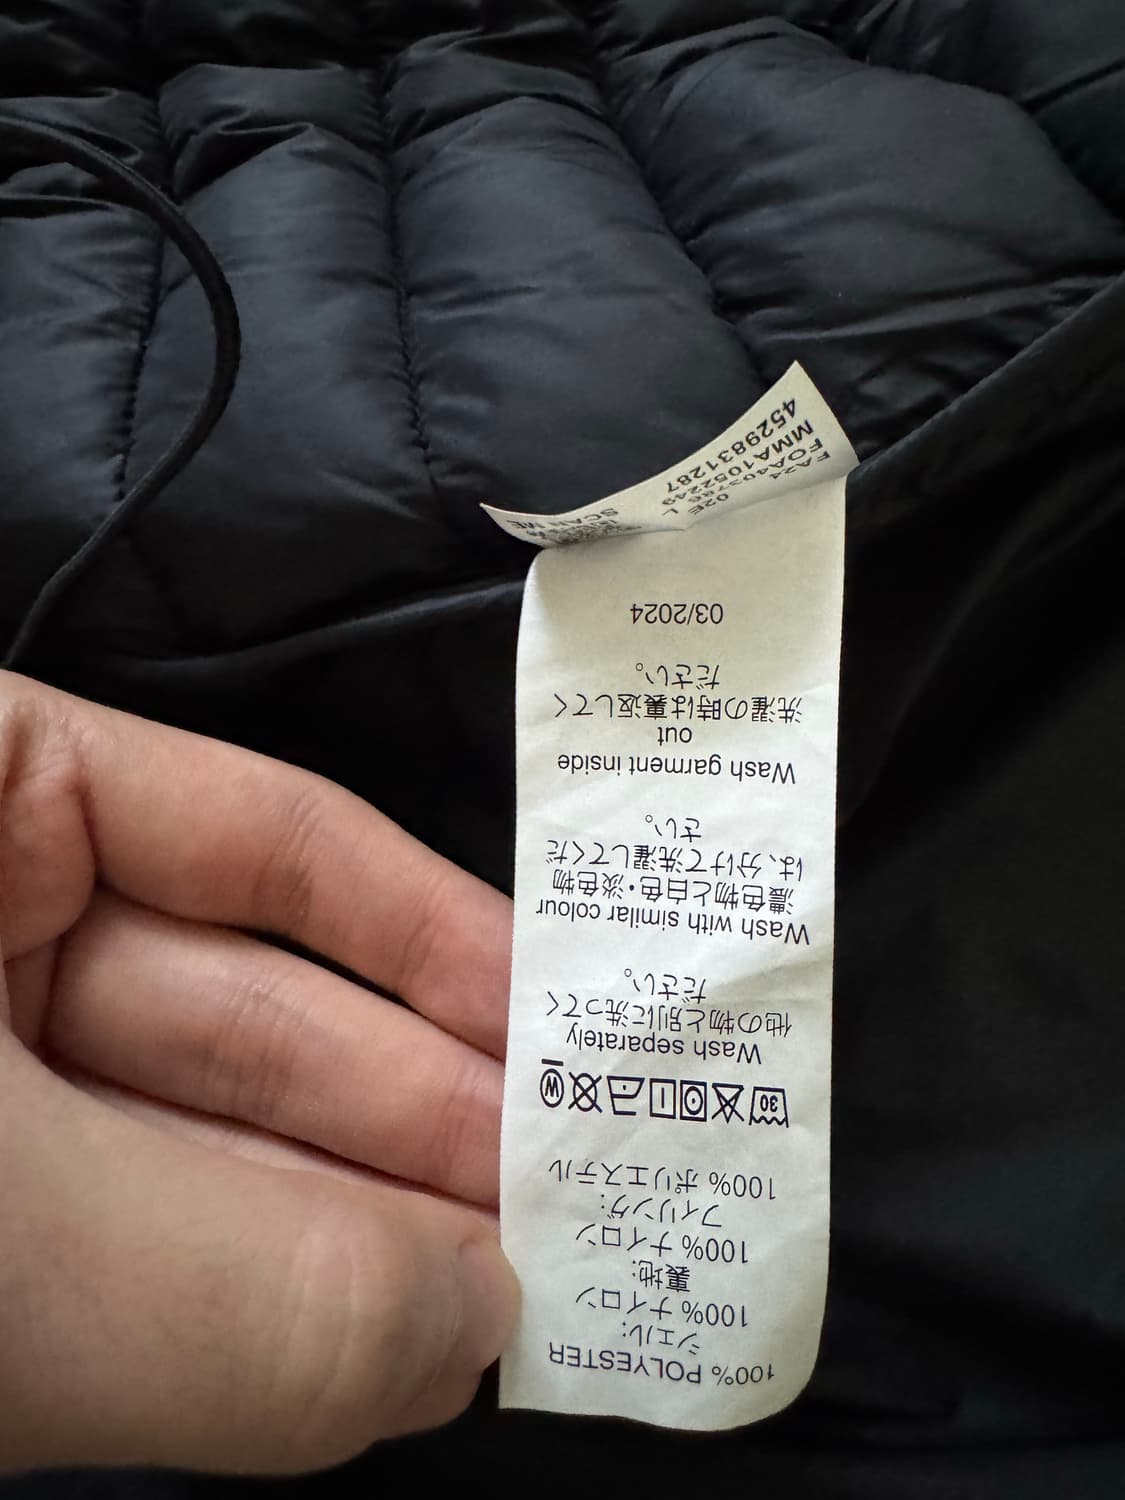 100% POLYESTER
シェル:
100% ナイロン
裏地:
100% ナイロン
フィリング:
100% ポリエステル
30
W
Wash separately
他の物と別に洗ってく
ださい。
Wash with similar colour
濃色物と白色・淡色物
は、分けて洗濯してくだ
さい。
Wash garment inside
out
洗濯の時は裏返してく
ださい。
03/2024
SCAN ME
02E L
4529831287